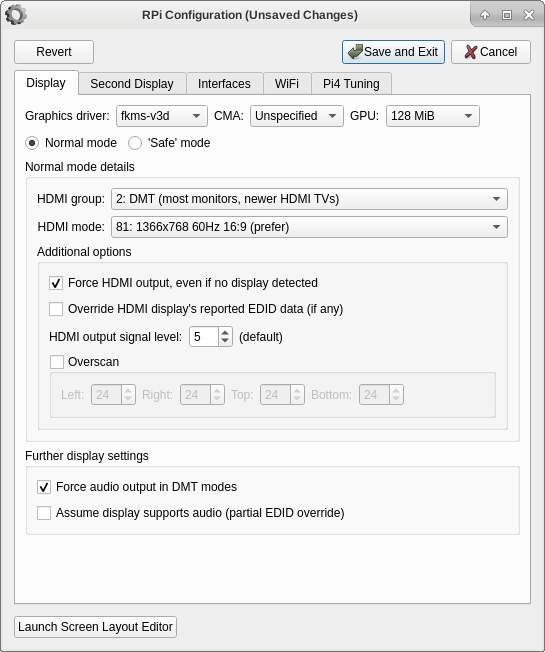 RPi Configuration (Unsaved Changes)
Revert Save and Exit Cancel
Display Second Display Interfaces WiFi Pi4 Tuning
Graphics driver: fkms-v3d CMA: Unspecified GPU: 128 MiB
Normal mode 'Safe' mode
Normal mode details
HDMI group: 2: DMT (most monitors, newer HDMI TVs)
HDMI mode: 81: 1366x768 60Hz 16:9 (prefer)
Additional options
Force HDMI output, even if no display detected
Override HDMI display's reported EDID data (if any)
HDMI output signal level: 5 (default)
Overscan
Left: 24 Right: 24 Top: 24 Bottom: 24
Further display settings
Force audio output in DMT modes
Assume display supports audio (partial EDID override)
Launch Screen Layout Editor